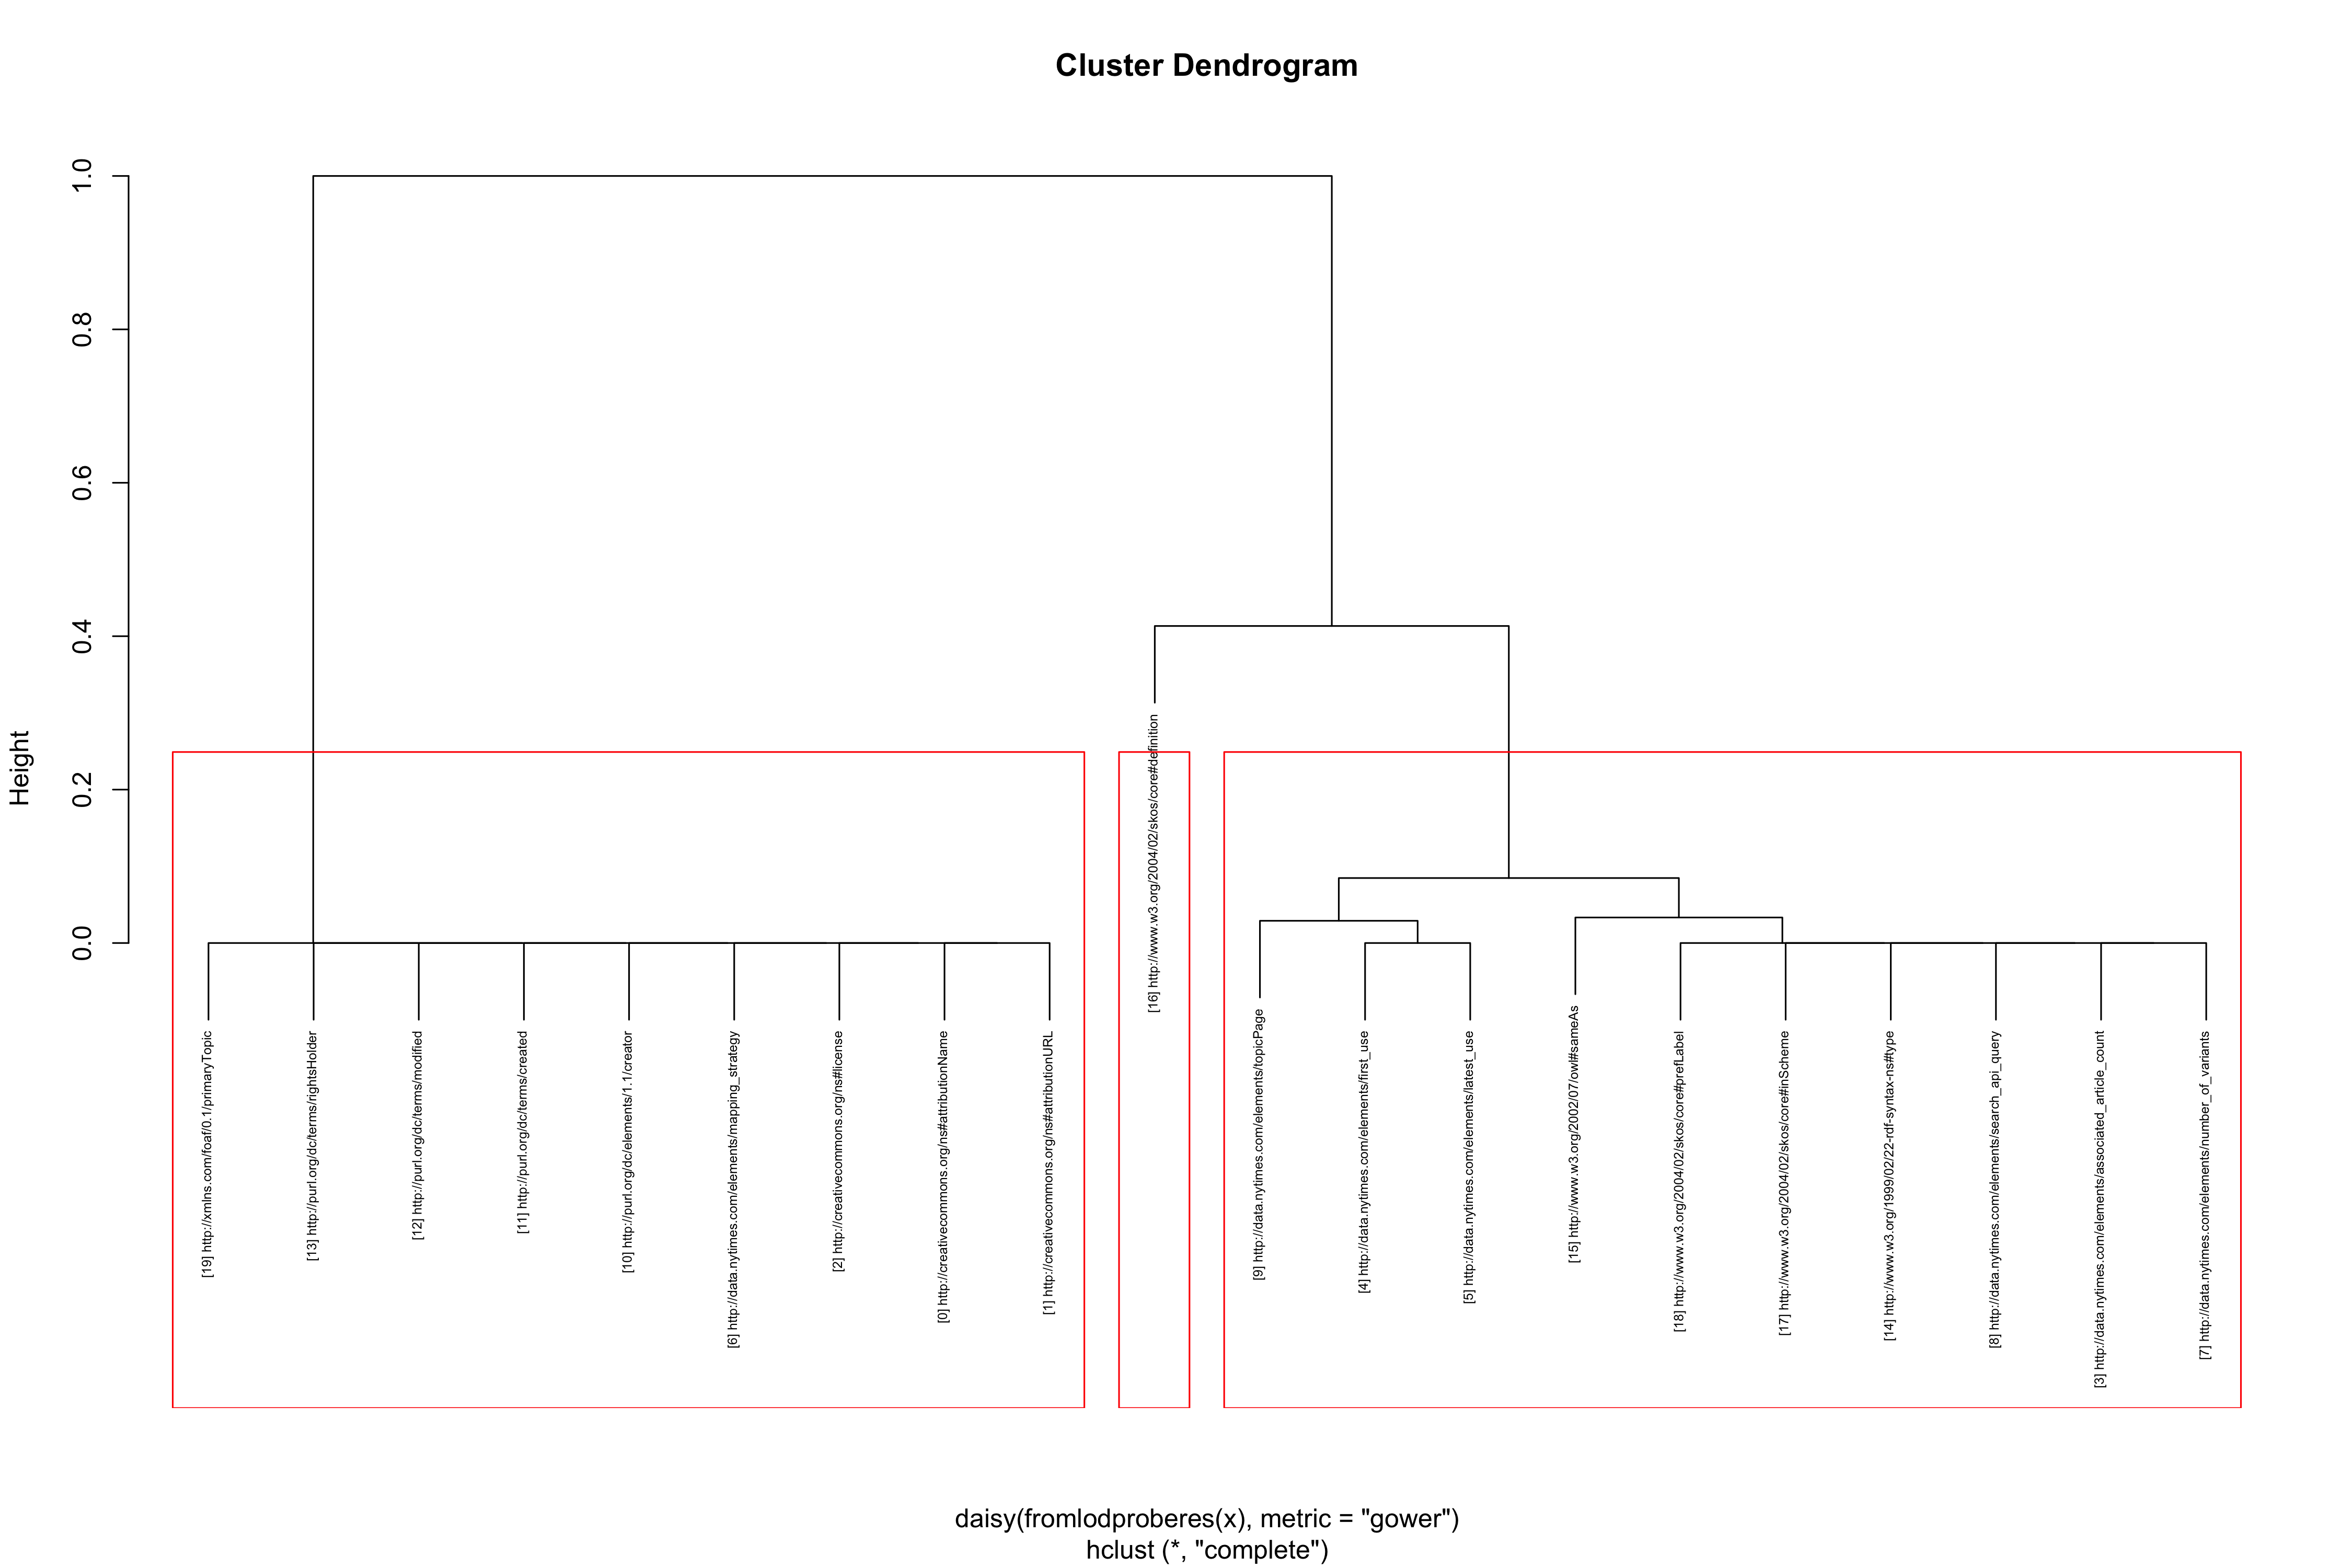 Cluster Dendrogram
1.0
0.8
0.6
0.4
0.2
0.0
Height
[19] http://xmlns.com/foaf/0.1/primaryTopic
[13] http://purl.org/dc/terms/rightsHolder
[12] http://purl.org/dc/terms/modified
[11] http://purl.org/dc/terms/created
[10] http://purl.org/dc/elements/1.1/creator
[6] http://data.nytimes.com/elements/mapping_strategy
[2] http://creativecommons.org/ns#license
[0] http://creativecommons.org/ns#attributionName
[1] http://creativecommons.org/ns#attributionURL
[16] http://www.w3.org/2004/02/skos/core#definition
[9] http://data.nytimes.com/elements/topicPage
[4] http://data.nytimes.com/elements/first_use
[5] http://data.nytimes.com/elements/latest_use
[15] http://www.w3.org/2002/07/owl#sameAs
[18] http://www.w3.org/2004/02/skos/core#prefLabel
[17] http://www.w3.org/2004/02/skos/core#inScheme
[14] http://www.w3.org/1999/02/22-rdf-syntax-ns#type
[8] http://data.nytimes.com/elements/search_api_query
[3] http://data.nytimes.com/elements/associated_article_count
[7] http://data.nytimes.com/elements/number_of_variants
daisy(fromlodproberes(x), metric = "gower")
hclust (*, "complete")